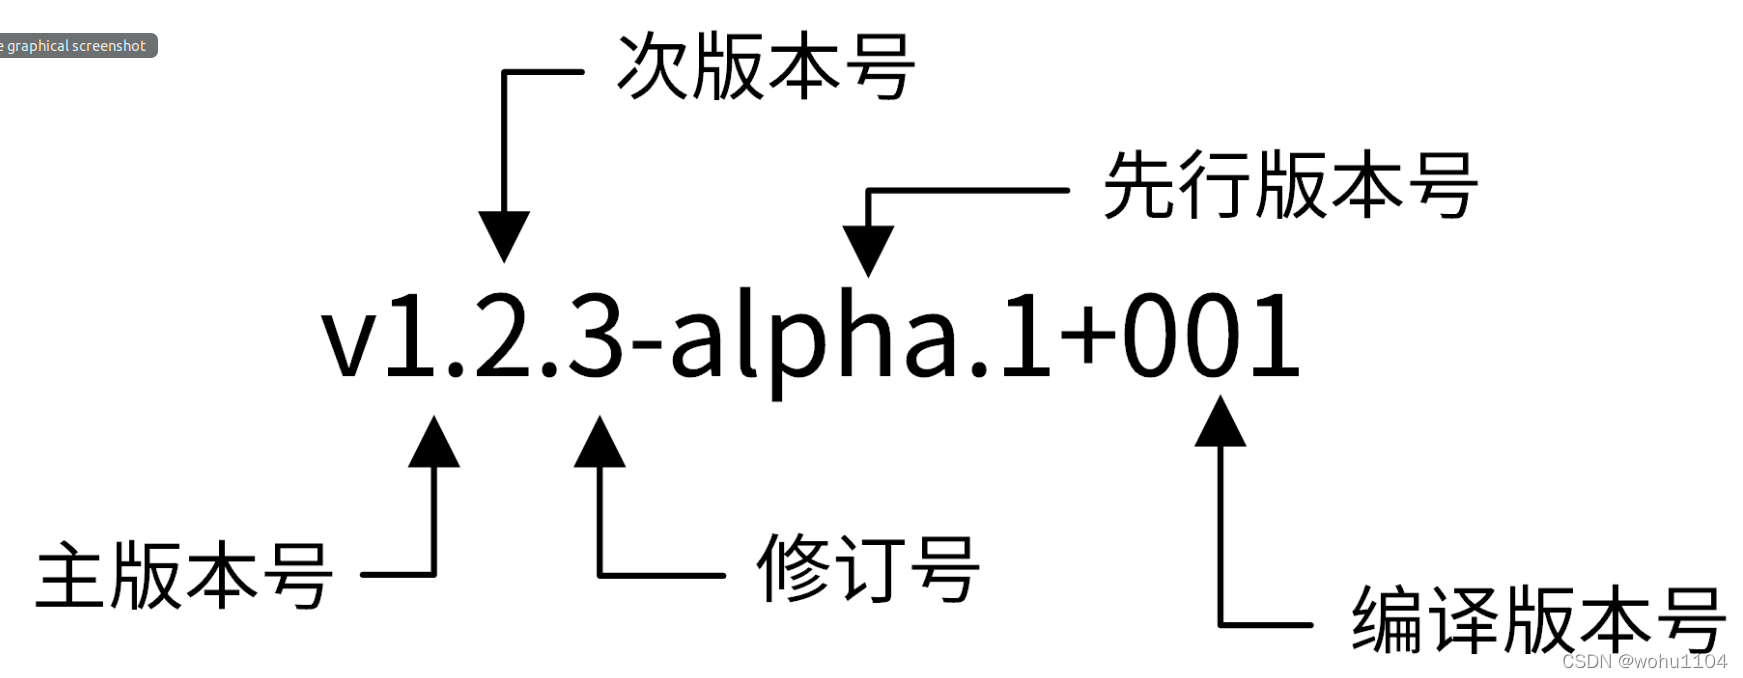 e graphical screenshot
次版本号
先行版本号
v1.2.3-alpha.1+001
主版本号
修订号
编译版本号
CSDN @wohu1104